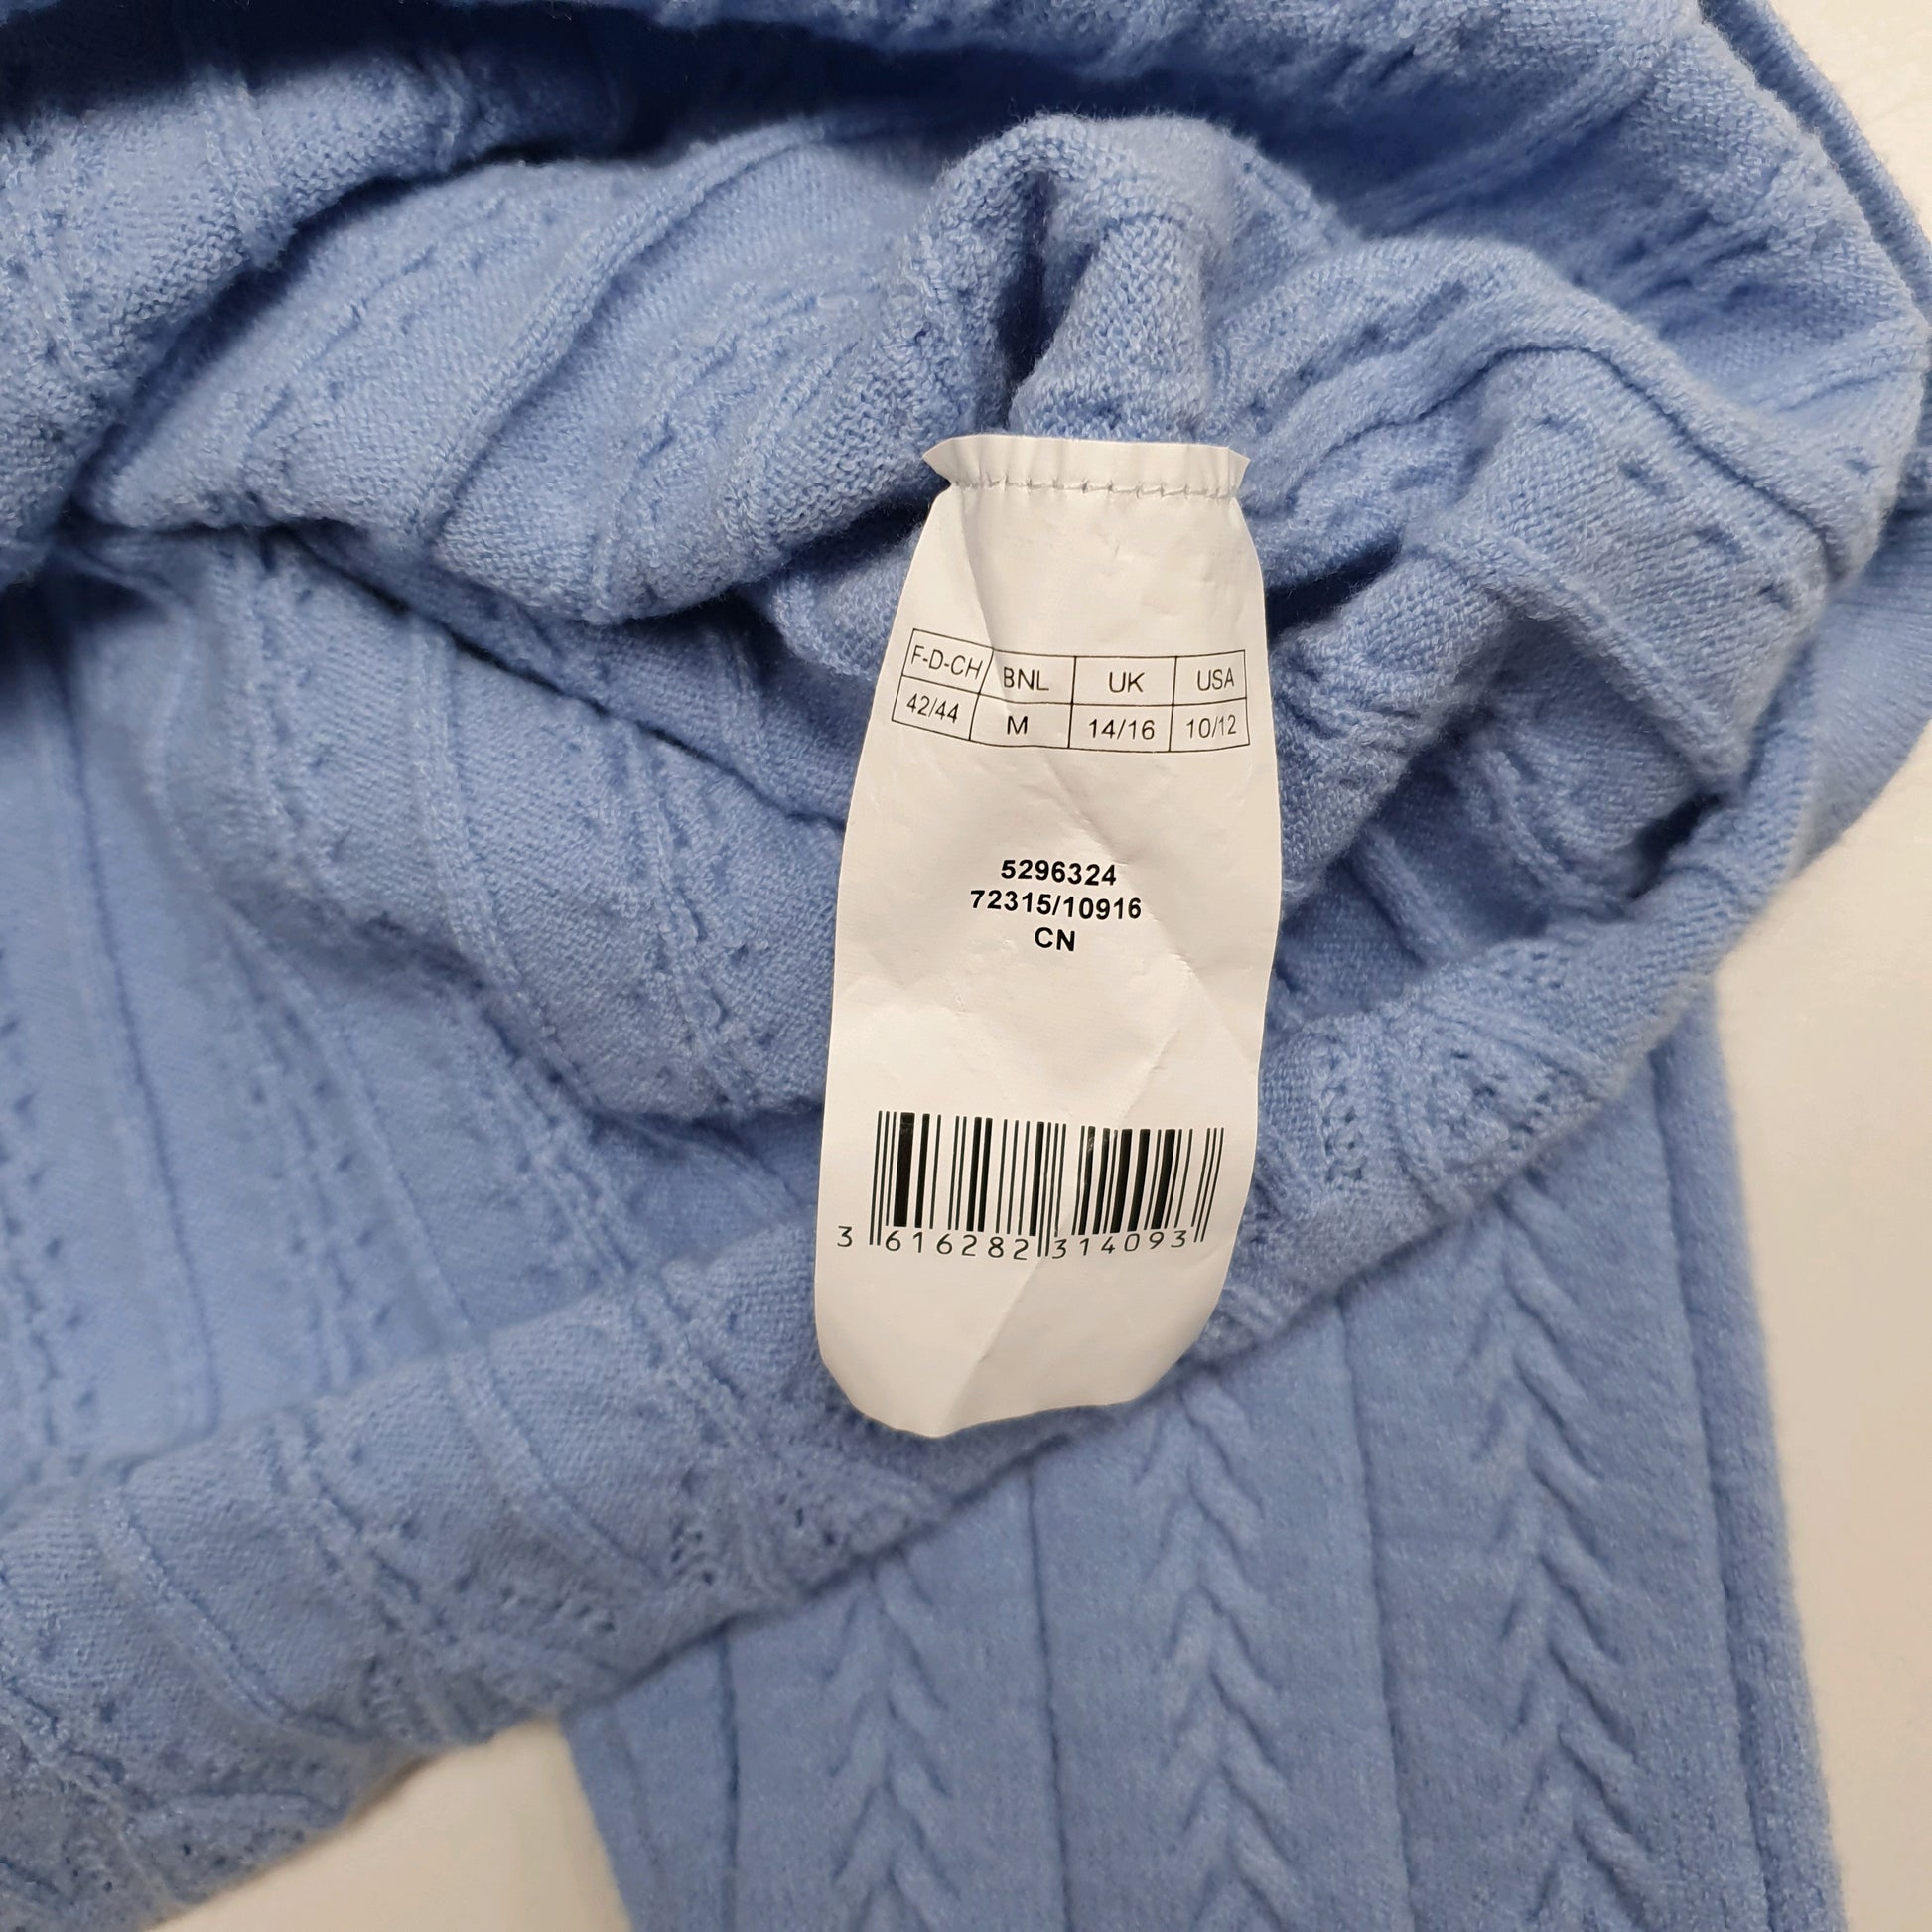 F-D-CH BNL UK USA
42/44 M 14/16 10/12
5296324
72315/10916
CN
3 616282 314093